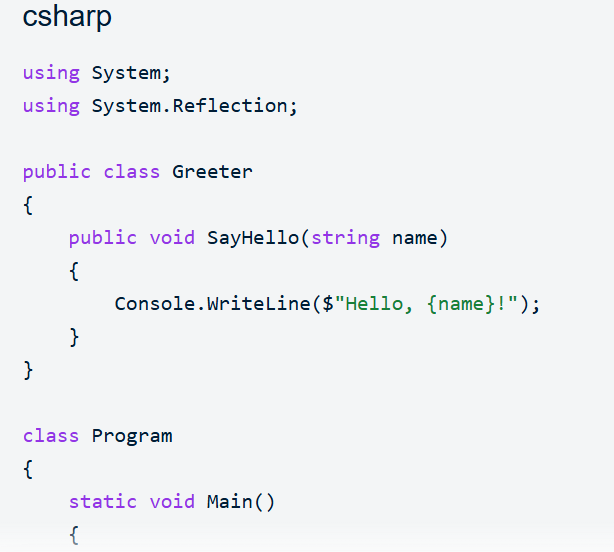 csharp
using System;
using System.Reflection;
public class Greeter
{
    public void SayHello(string name)
    {
        Console.WriteLine($"Hello, {name}!");
    }
}
class Program
{
    static void Main()
    {